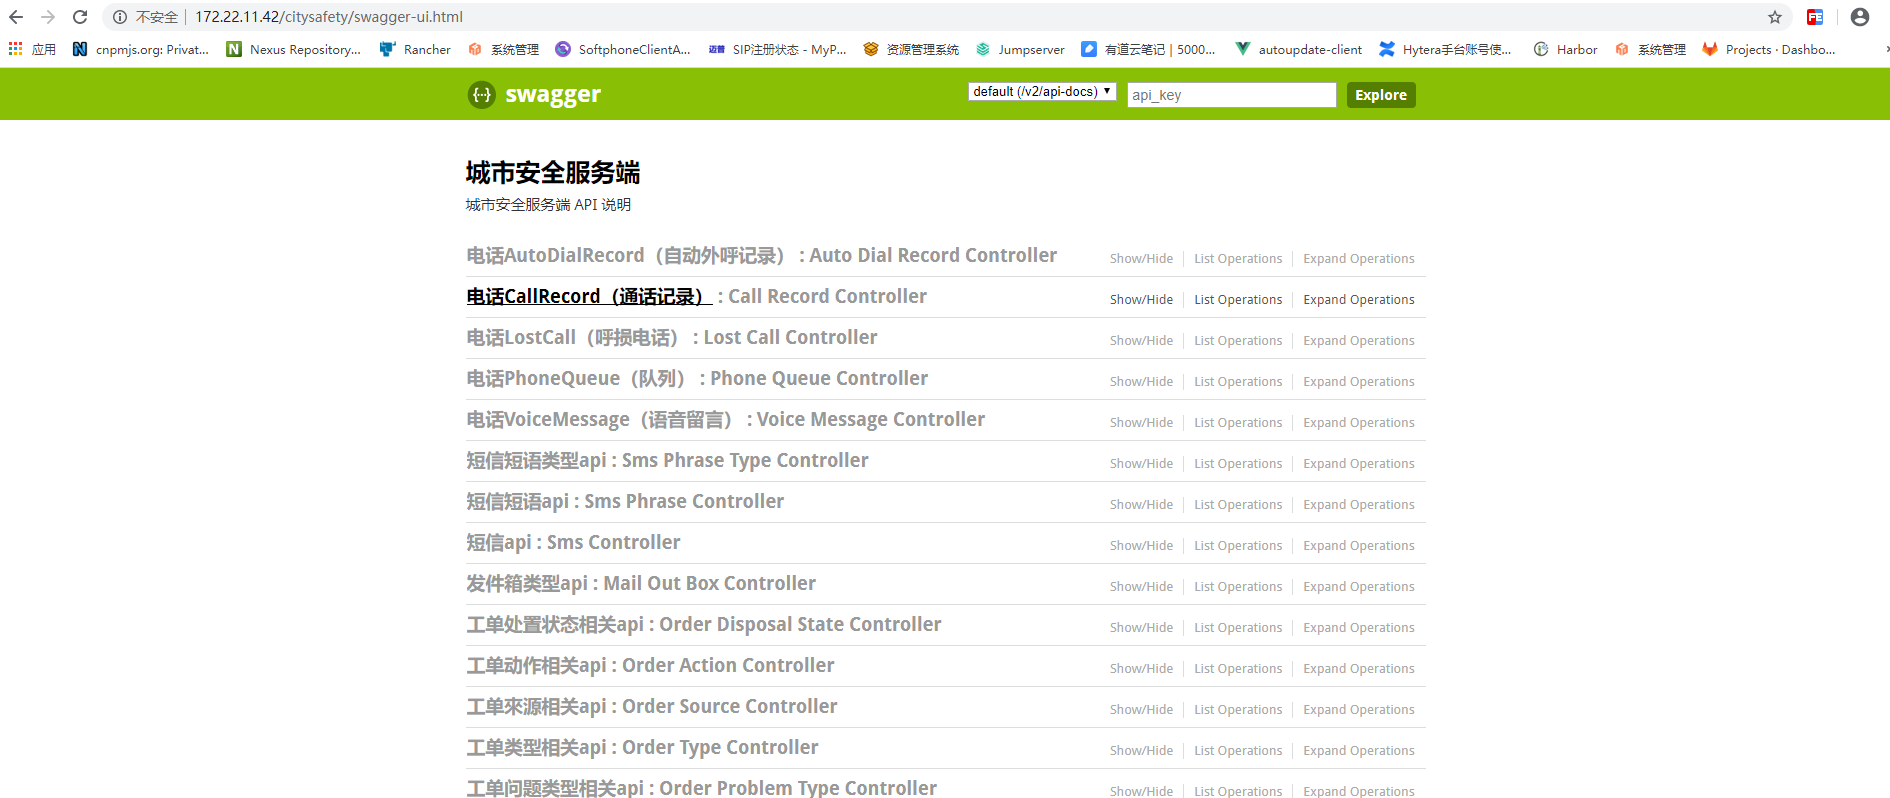 不安全 172.22.11.42/citysafety/swagger-ui.html
应用 cnpmjs.org: Privat... Nexus Repository... Rancher 系统管理 SoftphoneClientA... 迈普 SIP注册状态 - MyP... 资源管理系统 Jumpserver 有道云笔记 | 5000... autoupdate-client Hytera手台账号使... Harbor 系统管理 Projects · Dashbo...
{···} swagger default (/v2/api-docs) api_key Explore
城市安全服务端
城市安全服务端 API 说明
电话AutoDialRecord（自动外呼记录） : Auto Dial Record Controller Show/Hide List Operations Expand Operations
电话CallRecord（通话记录） : Call Record Controller Show/Hide List Operations Expand Operations
电话LostCall（呼损电话） : Lost Call Controller Show/Hide List Operations Expand Operations
电话PhoneQueue（队列） : Phone Queue Controller Show/Hide List Operations Expand Operations
电话VoiceMessage（语音留言） : Voice Message Controller Show/Hide List Operations Expand Operations
短信短语类型api : Sms Phrase Type Controller Show/Hide List Operations Expand Operations
短信短语api : Sms Phrase Controller Show/Hide List Operations Expand Operations
短信api : Sms Controller Show/Hide List Operations Expand Operations
发件箱类型api : Mail Out Box Controller Show/Hide List Operations Expand Operations
工单处置状态相关api : Order Disposal State Controller Show/Hide List Operations Expand Operations
工单动作相关api : Order Action Controller Show/Hide List Operations Expand Operations
工单來源相关api : Order Source Controller Show/Hide List Operations Expand Operations
工单类型相关api : Order Type Controller Show/Hide List Operations Expand Operations
工单问题类型相关api : Order Problem Type Controller Show/Hide List Operations Expand Operations